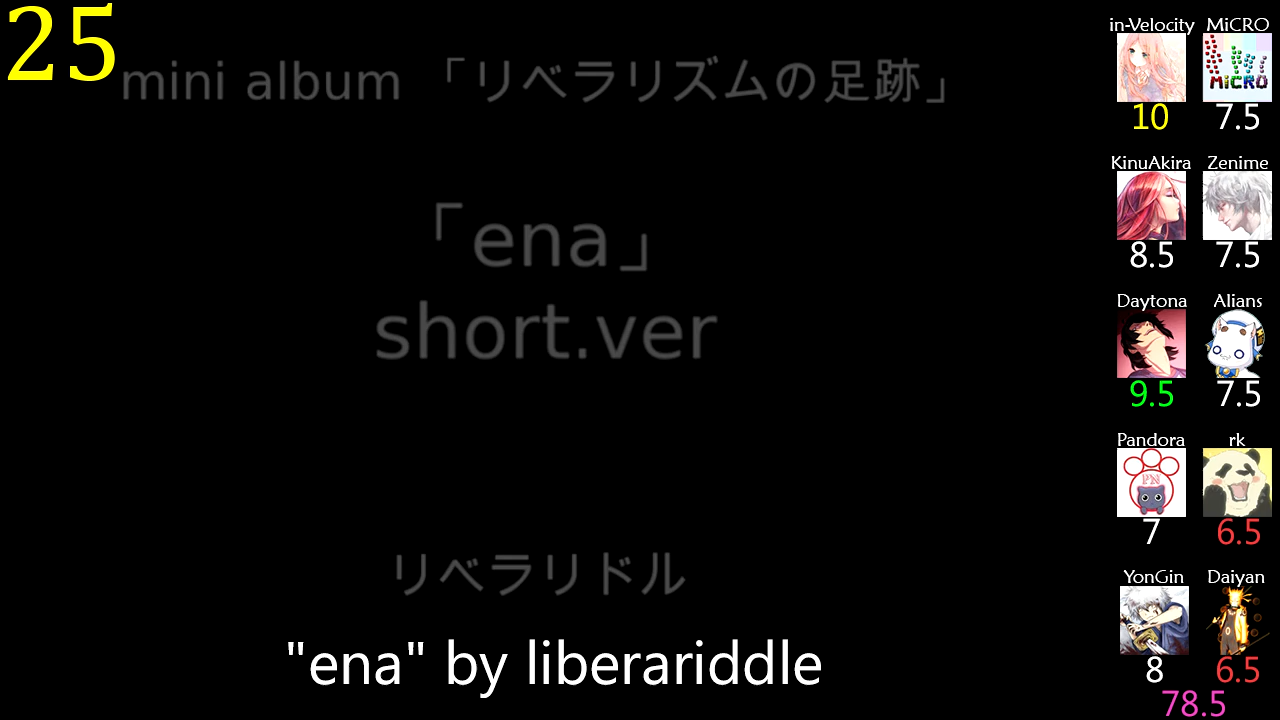 25
mini album 「リベラリズムの足跡」
「ena」
short.ver
リベラリドル
"ena" by liberariddle
in-Velocity MiCRO
MiCRO
10 7.5
KinuAkira Zenime
8.5 7.5
Daytona Alians
9.5 7.5
Pandora rk
PN
7 6.5
YonGin Daiyan
8 6.5
78.5